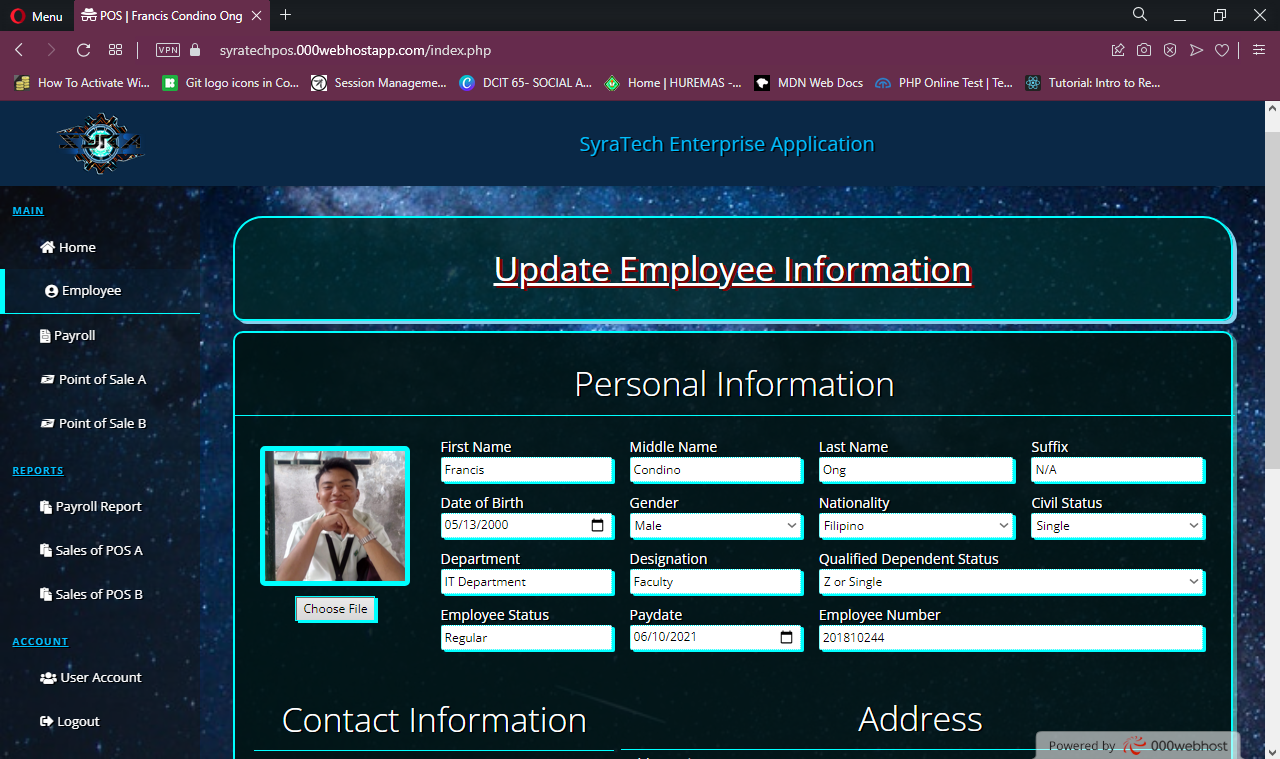 Menu
POS | Francis Condino Ong
VPN
syratechpos.000webhostapp.com/index.php
How To Activate Wi...
Git logo icons in Co...
Session Manageme...
DCIT 65- SOCIAL A...
Home | HUREMAS -...
MDN Web Docs
PHP Online Test | Te...
Tutorial: Intro to Re...
SyraTech Enterprise Application
MAIN
Home
Employee
Payroll
Point of Sale A
Point of Sale B
REPORTS
Payroll Report
Sales of POS A
Sales of POS B
ACCOUNT
User Account
Logout
Update Employee Information
Personal Information
Choose File
First Name Middle Name Last Name Suffix
Francis Condino Ong N/A
Date of Birth Gender Nationality Civil Status
05/13/2000 Male Filipino Single
Department Designation Qualified Dependent Status
IT Department Faculty Z or Single
Employee Status Paydate Employee Number
Regular 06/10/2021 201810244
Contact Information Address
Powered by 000webhost